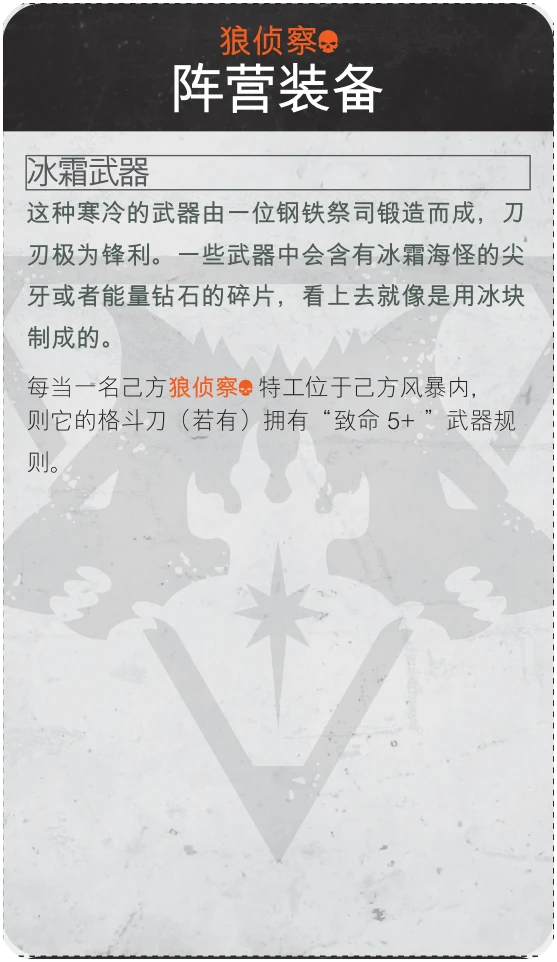 狼侦察
阵营装备
冰霜武器
这种寒冷的武器由一位钢铁祭司锻造而成，刀
刃极为锋利。一些武器中会含有冰霜海怪的尖
牙或者能量钻石的碎片，看上去就像是用冰块
制成的。
每当一名己方狼侦察特工位于己方风暴内，
则它的格斗刀（若有）拥有“致命 5+ ”武器规
则。